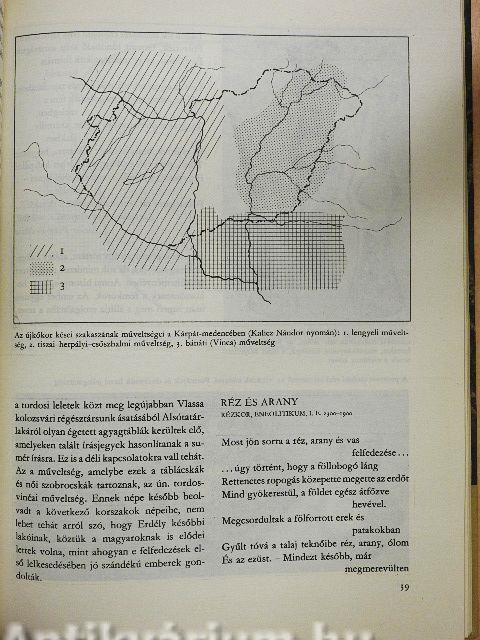 1
2
3
Az újkőkor kései szakaszának műveltségei a Kárpát-medencében (Kalicz Nándor nyomán): 1. lengyeli művelt-
ség, 2. tiszai herpályi–csőszhalmi műveltség, 3. bánáti (Vinča) műveltség
a tordosi leletek közt meg legújabban Vlassa
kolozsvári régésztársunk ásatásából Alsótatár-
lakáról olyan égetett agyagtáblák kerültek elő,
amelyeken talált írásjegyek hasonlítanak a su-
mér írásra. Ez is a déli kapcsolatokra vall tehát.
Az a műveltség, amelybe ezek a táblácskák
és női szobrocskák tartoznak, az ún. tordos-
vinčai műveltség. Ennek népe később beol-
vadt a következő korszakok népeibe, nem
lehet tehát arról szó, hogy Erdély későbbi
lakóinak, köztük a magyaroknak is elődei
lettek volna, mint ahogyan e felfedezések el-
ső lelkesedésében jó szándékú emberek gon-
dolták.
RÉZ ÉS ARANY
RÉZKOR, ENEOLITIKUM, I. E. 2500–1900
Most jön sorra a réz, arany és vas
felfedezése ...
... úgy történt, hogy a föllobogó láng
Rettenetes ropogás közepette megette az erdőt
Mind gyökerestül, a földet egész átfőzve
hevével.
Megcsordultak a fölforrott erek és
patakokban
Gyűlt tóvá a talaj teknőibe réz, arany, ólom
És az ezüst. – Mindezt később, már
megmerevülten
39
Antikvárium.hu